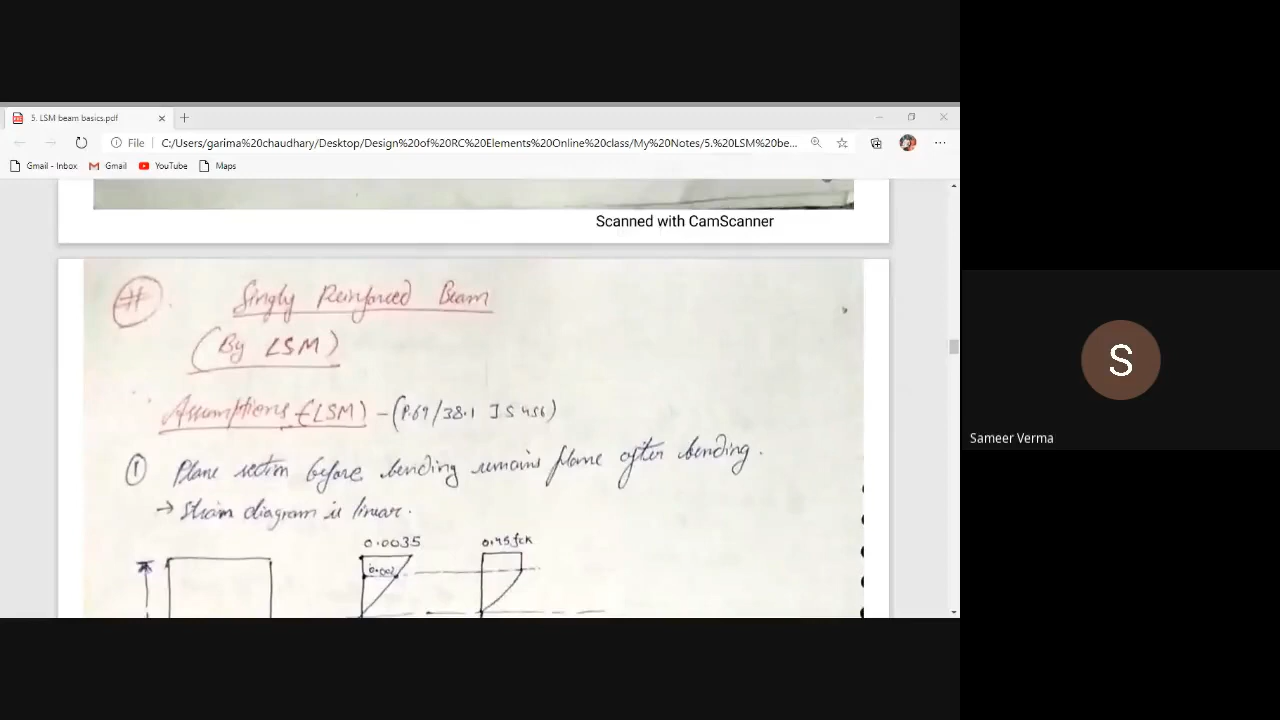 5. LSM beam basics.pdf
File C:/Users/garima%20chaudhary/Desktop/Design%20of%20RC%20Elements%20Online%20class/My%20Notes/5.%20LSM%20be...
Gmail - Inbox Gmail YouTube Maps
Scanned with CamScanner
# Singly Reinforced Beam
(By LSM)
Assumptions (LSM) - (P.69/38.1 IS 456)
① Plane section before bending remains plane after bending.
→ Strain diagram is linear.
0.0035 0.45fck
0.002
S
Sameer Verma